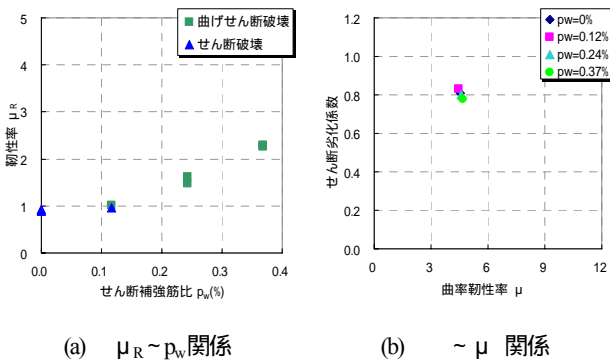 曲げせん断破壊
せん断破壊
靭性率 μR
5
4
3
2
1
0
0.0 0.1 0.2 0.3 0.4
せん断補強筋比 pw(%)
(a) μR~pw関係
pw=0%
pw=0.12%
pw=0.24%
pw=0.37%
せん断劣化係数
1.2
1.0
0.8
0.6
0.4
0.2
0.0
0 3 6 9 12
曲率靭性率 μ
(b) ~μ 関係